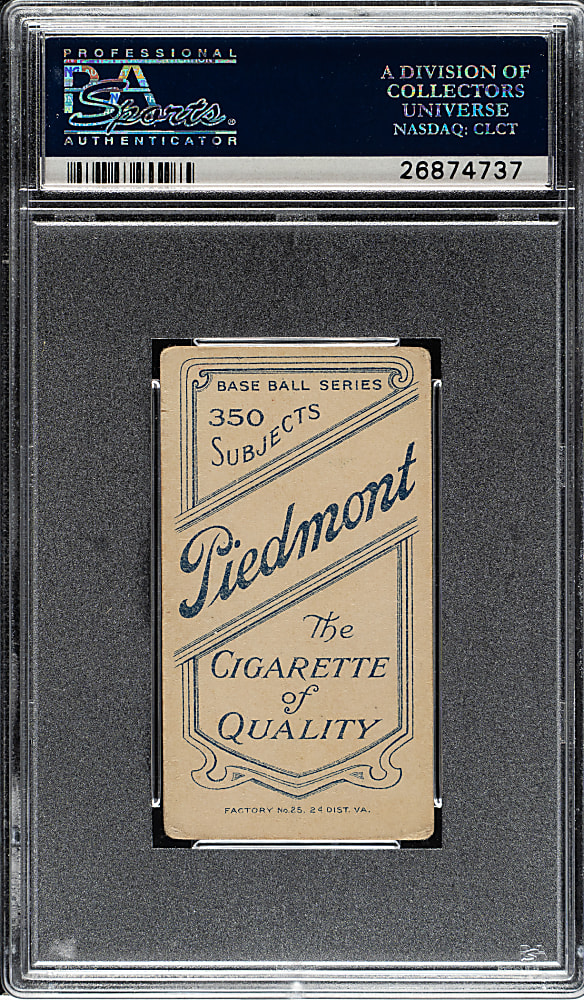 PROFESSIONAL
PSA
Sports®
AUTHENTICATOR
A DIVISION OF
COLLECTORS
UNIVERSE
NASDAQ: CLCT
26874737
BASE BALL SERIES
350
SUBJECTS
Piedmont
The
CIGARETTE
of
QUALITY
FACTORY No. 25, 2d DIST. VA.